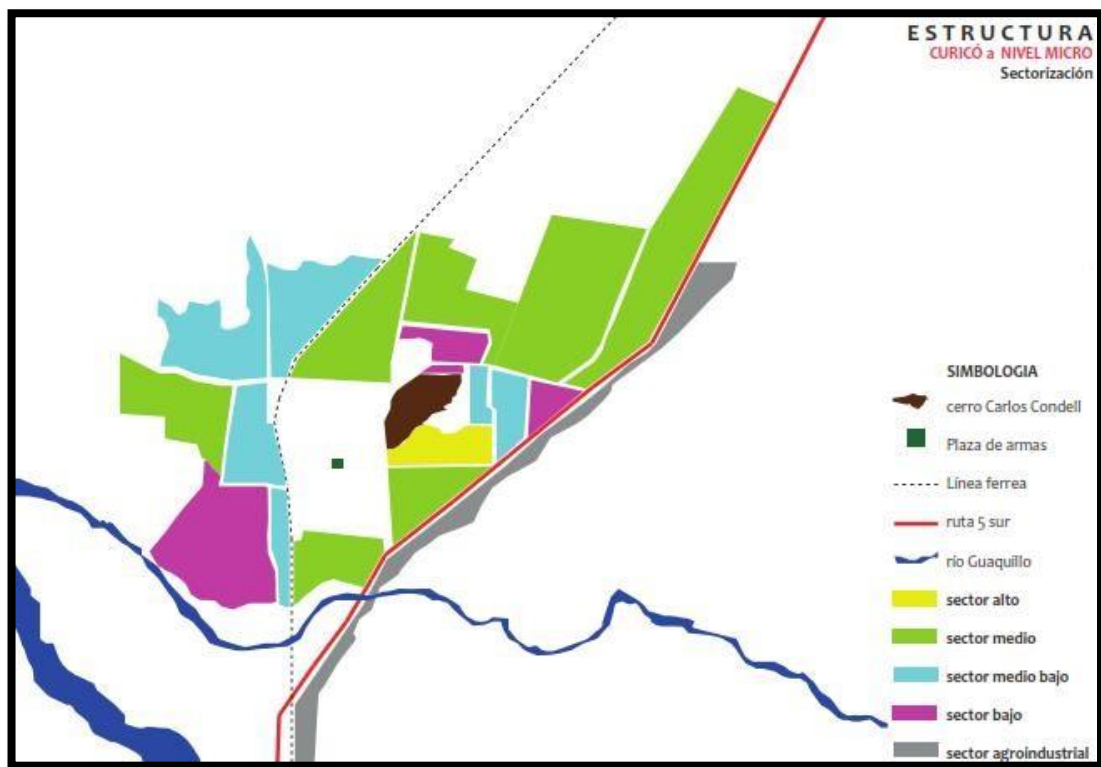 ESTRUCTURA
CURICÓ a NIVEL MICRO
Sectorización
SIMBOLOGIA
cerro Carlos Condell
Plaza de armas
Línea ferrea
ruta 5 sur
río Guaquillo
sector alto
sector medio
sector medio bajo
sector bajo
sector agroindustrial